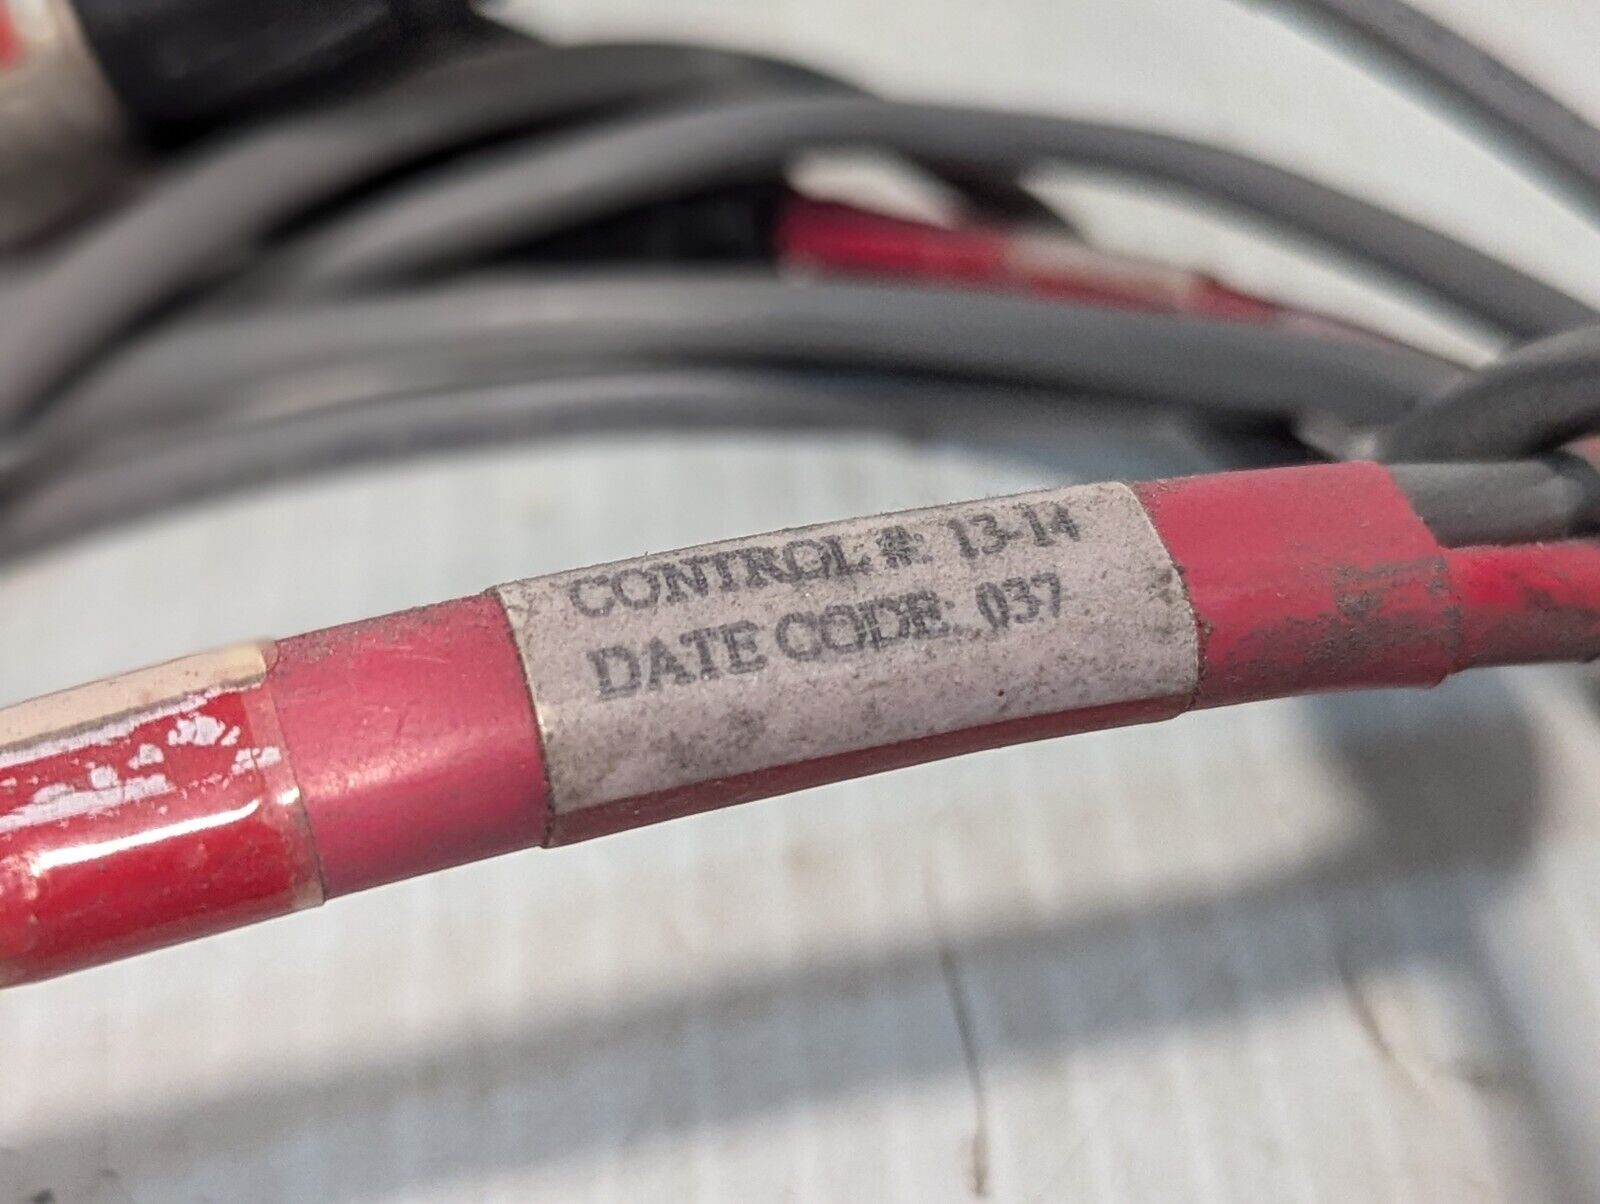 CONTROL #: 13-14
DATE CODE: 037